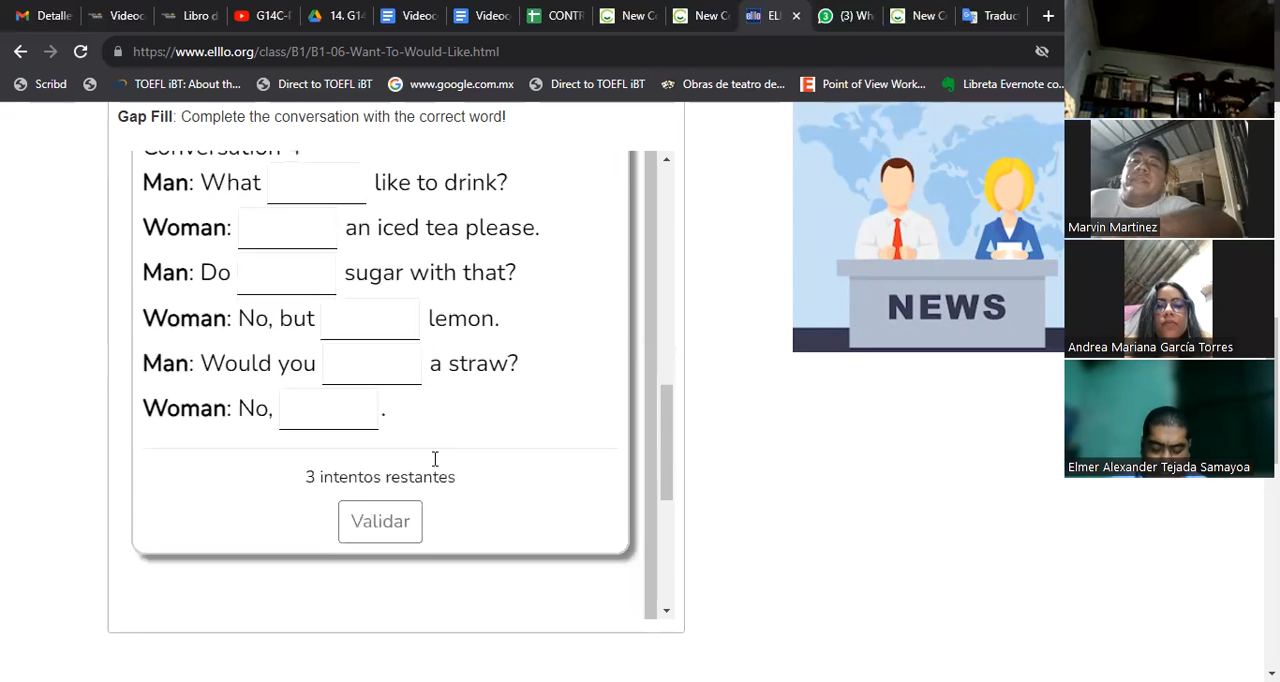 Detalle
Videoc
Libro d
G14C-I
14. G14
Videoc
Videoc
CONTR
New C
New C
ELI
(3) Wh
New C
Traduc
https://www.elllo.org/class/B1/B1-06-Want-To-Would-Like.html
Scribd
TOEFL iBT: About th...
Direct to TOEFL iBT
www.google.com.mx
Direct to TOEFL iBT
Obras de teatro de...
Point of View Work...
Libreta Evernote co...
Gap Fill: Complete the conversation with the correct word!
Conversation 4
Man: What like to drink?
Woman: an iced tea please.
Man: Do sugar with that?
Woman: No, but lemon.
Man: Would you a straw?
Woman: No, .
3 intentos restantes
Validar
NEWS
Marvin Martinez
Andrea Mariana García Torres
Elmer Alexander Tejada Samayoa